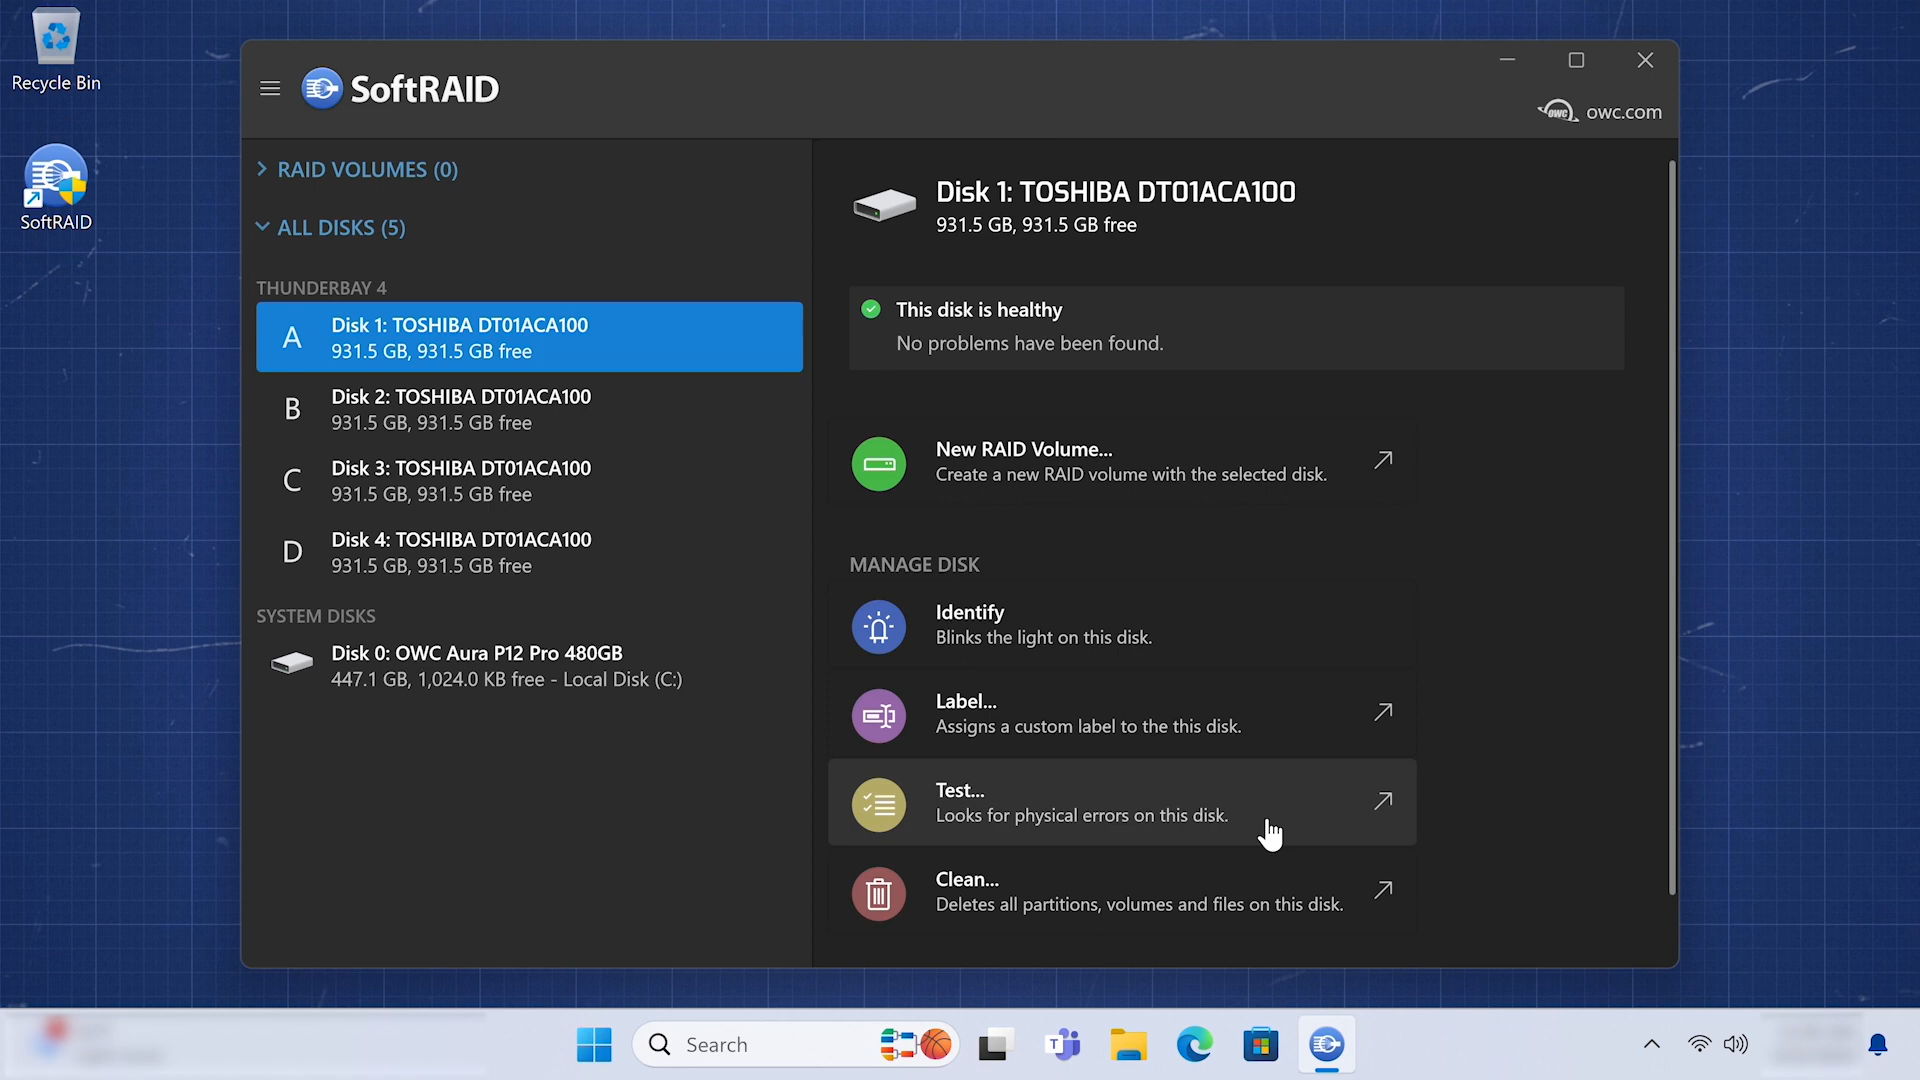 Recycle Bin
SoftRAID
SoftRAID
owc
owc.com
RAID VOLUMES (0)
ALL DISKS (5)
THUNDERBAY 4
A
Disk 1: TOSHIBA DT01ACA100
931.5 GB, 931.5 GB free
B
Disk 2: TOSHIBA DT01ACA100
931.5 GB, 931.5 GB free
C
Disk 3: TOSHIBA DT01ACA100
931.5 GB, 931.5 GB free
D
Disk 4: TOSHIBA DT01ACA100
931.5 GB, 931.5 GB free
SYSTEM DISKS
Disk 0: OWC Aura P12 Pro 480GB
447.1 GB, 1,024.0 KB free - Local Disk (C:)
Disk 1: TOSHIBA DT01ACA100
931.5 GB, 931.5 GB free
This disk is healthy
No problems have been found.
New RAID Volume...
Create a new RAID volume with the selected disk.
MANAGE DISK
Identify
Blinks the light on this disk.
Label...
Assigns a custom label to the this disk.
Test...
Looks for physical errors on this disk.
Clean...
Deletes all partitions, volumes and files on this disk.
Search
T